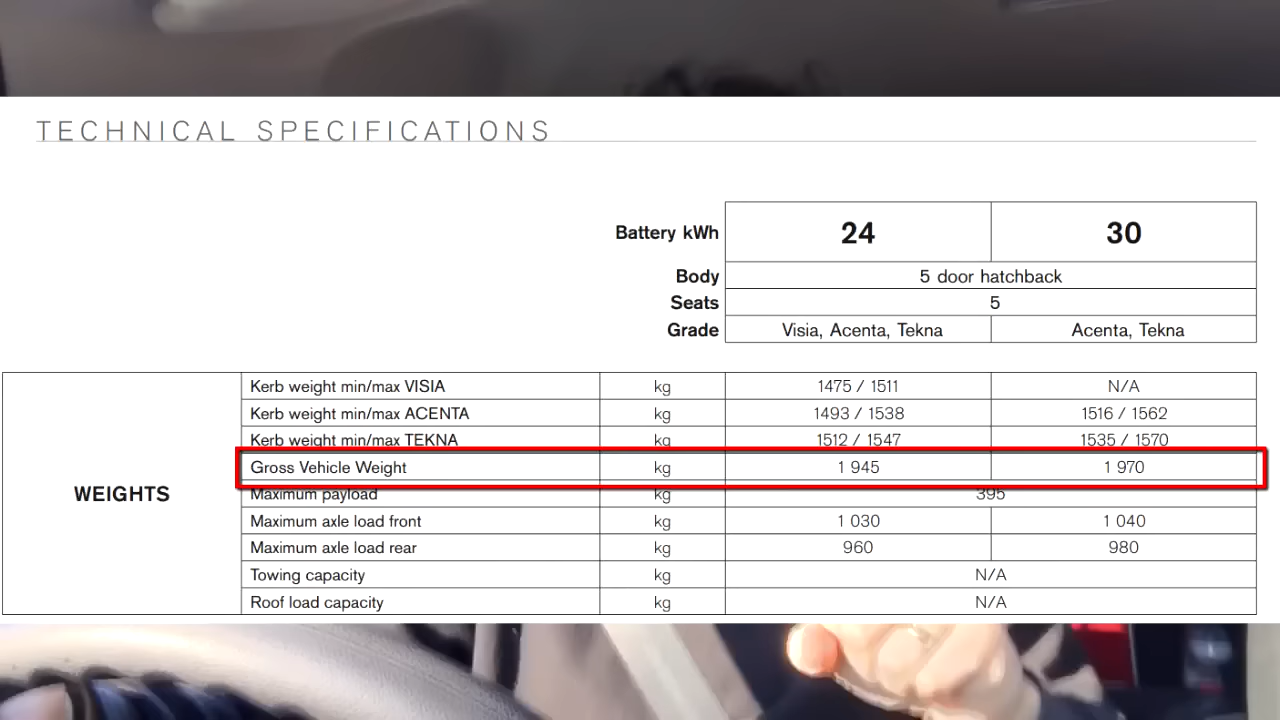 TECHNICAL SPECIFICATIONS
Battery kWh 24 30
Body 5 door hatchback
Seats 5
Grade Visia, Acenta, Tekna Acenta, Tekna
WEIGHTS
Kerb weight min/max VISIA kg 1475 / 1511 N/A
Kerb weight min/max ACENTA kg 1493 / 1538 1516 / 1562
Kerb weight min/max TEKNA kg 1512 / 1547 1535 / 1570
Gross Vehicle Weight kg 1 945 1 970
Maximum payload kg 395
Maximum axle load front kg 1 030 1 040
Maximum axle load rear kg 960 980
Towing capacity kg N/A
Roof load capacity kg N/A